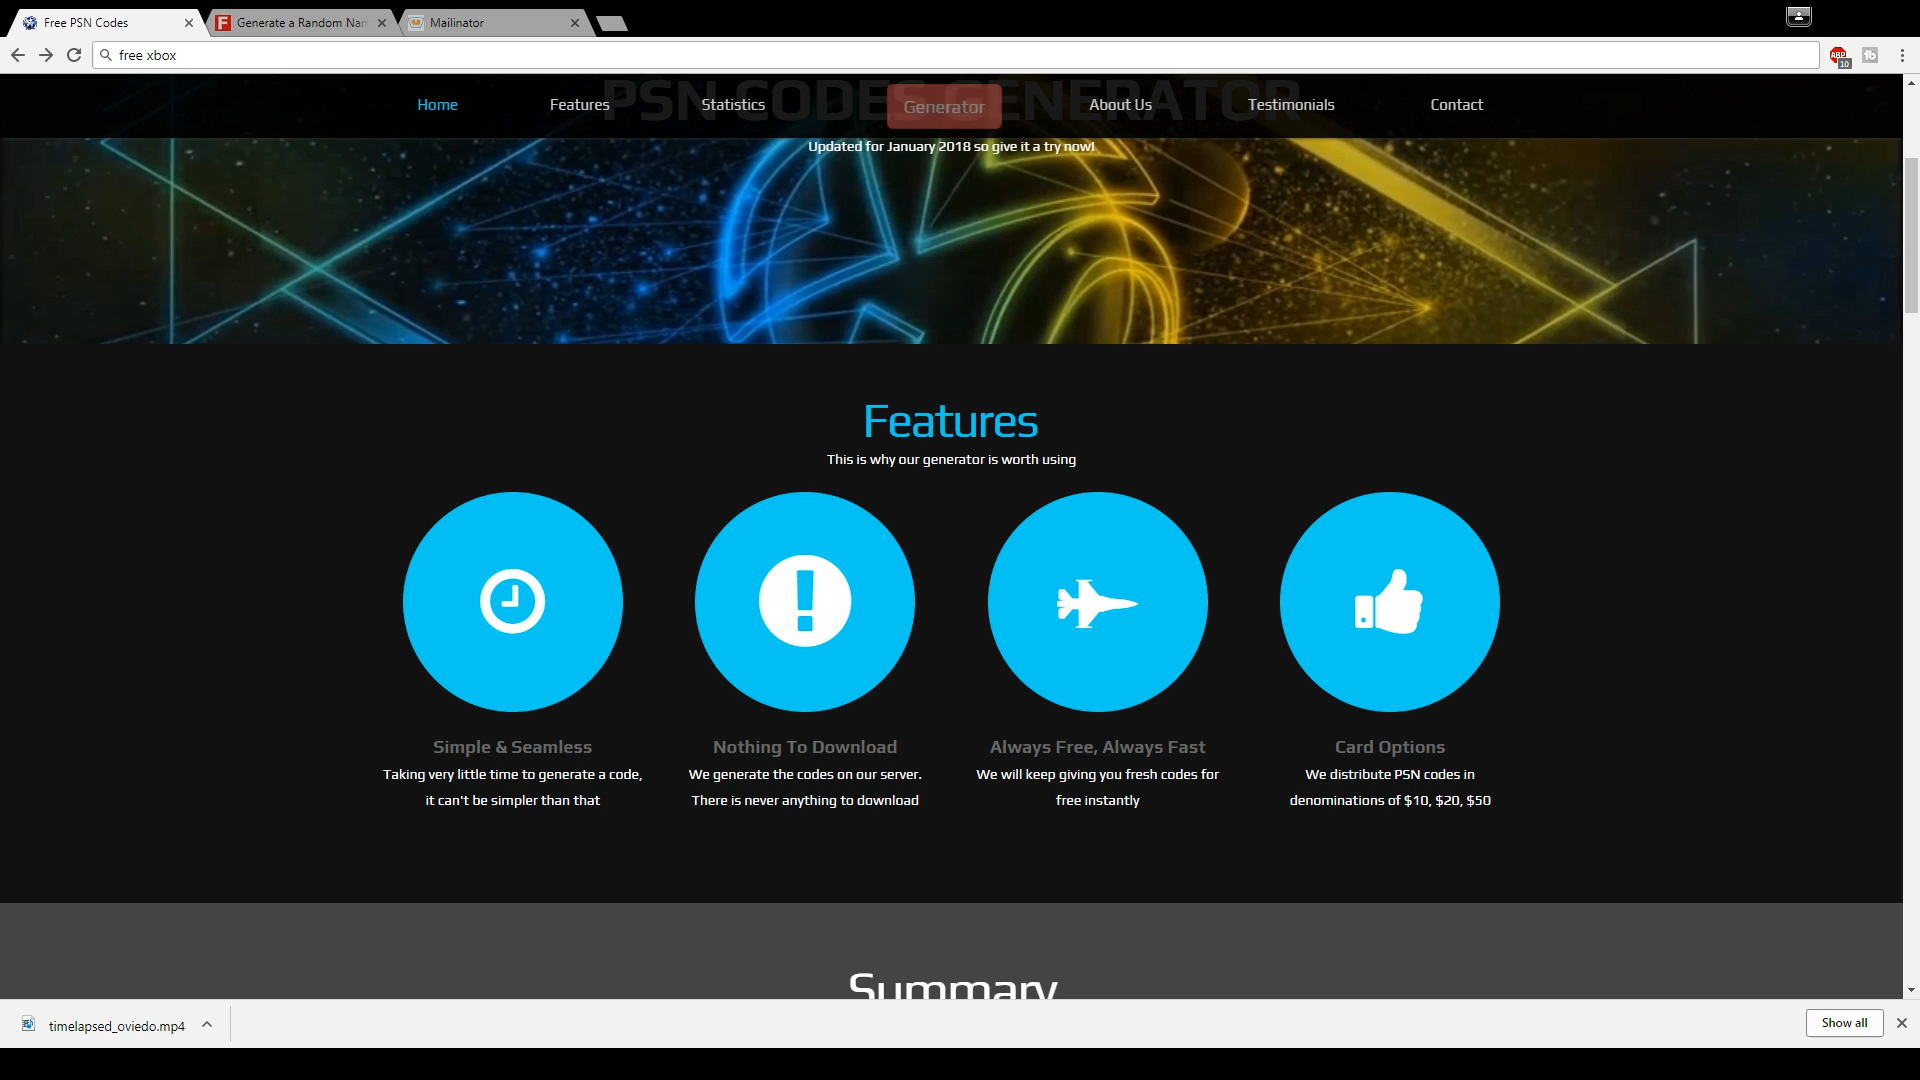 Free PSN Codes
Generate a Random Nam
Mailinator
free xbox
ABP
10
tb
PSN CODES GENERATOR
Home
Features
Statistics
Generator
About Us
Testimonials
Contact
Updated for January 2018 so give it a try now!
Features
This is why our generator is worth using
Simple & Seamless
Taking very little time to generate a code,
it can't be simpler than that
Nothing To Download
We generate the codes on our server.
There is never anything to download
Always Free, Always Fast
We will keep giving you fresh codes for
free instantly
Card Options
We distribute PSN codes in
denominations of $10, $20, $50
Summary
timelapsed_oviedo.mp4
Show all